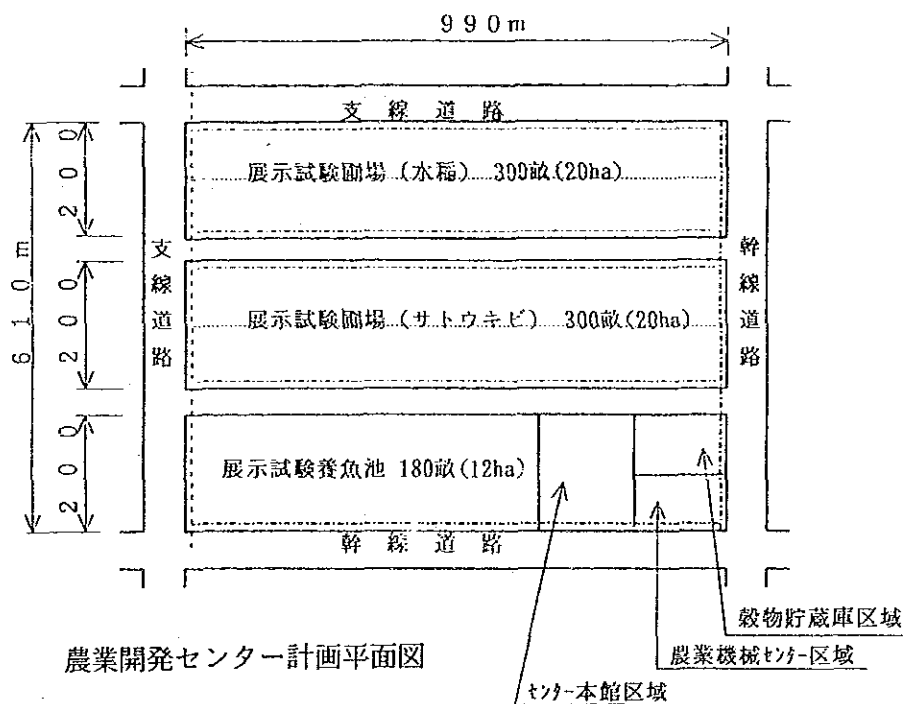 990m
支線道路
200
展示試験圃場(水稲) 300畝(20ha)
610m
支線道路
幹線道路
200
展示試験圃場(サトウキビ) 300畝(20ha)
200
展示試験養魚池 180畝(12ha)
幹線道路
穀物貯蔵庫区域
農業開発センター計画平面図
農業機械センター区域
センター本館区域